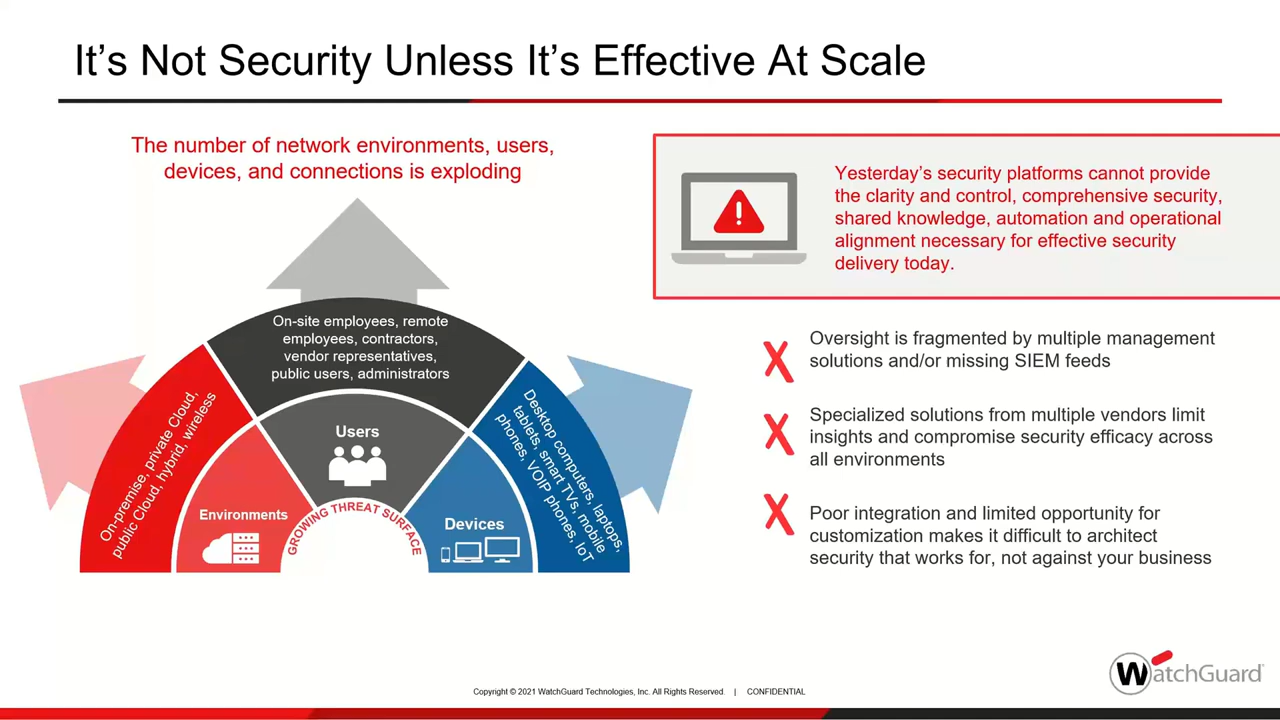 It's Not Security Unless It's Effective At Scale
The number of network environments, users,
devices, and connections is exploding
On-premise, private Cloud,
public Cloud, hybrid, wireless
Environments
On-site employees, remote
employees, contractors,
vendor representatives,
public users, administrators
Users
Desktop computers, laptops,
tablets, smart TVs, mobile
phones, VOIP phones, IoT
Devices
GROWING THREAT SURFACE
Yesterday's security platforms cannot provide
the clarity and control, comprehensive security,
shared knowledge, automation and operational
alignment necessary for effective security
delivery today.
X
Oversight is fragmented by multiple management
solutions and/or missing SIEM feeds
X
Specialized solutions from multiple vendors limit
insights and compromise security efficacy across
all environments
X
Poor integration and limited opportunity for
customization makes it difficult to architect
security that works for, not against your business
Copyright © 2021 WatchGuard Technologies, Inc. All Rights Reserved. | CONFIDENTIAL
WatchGuard